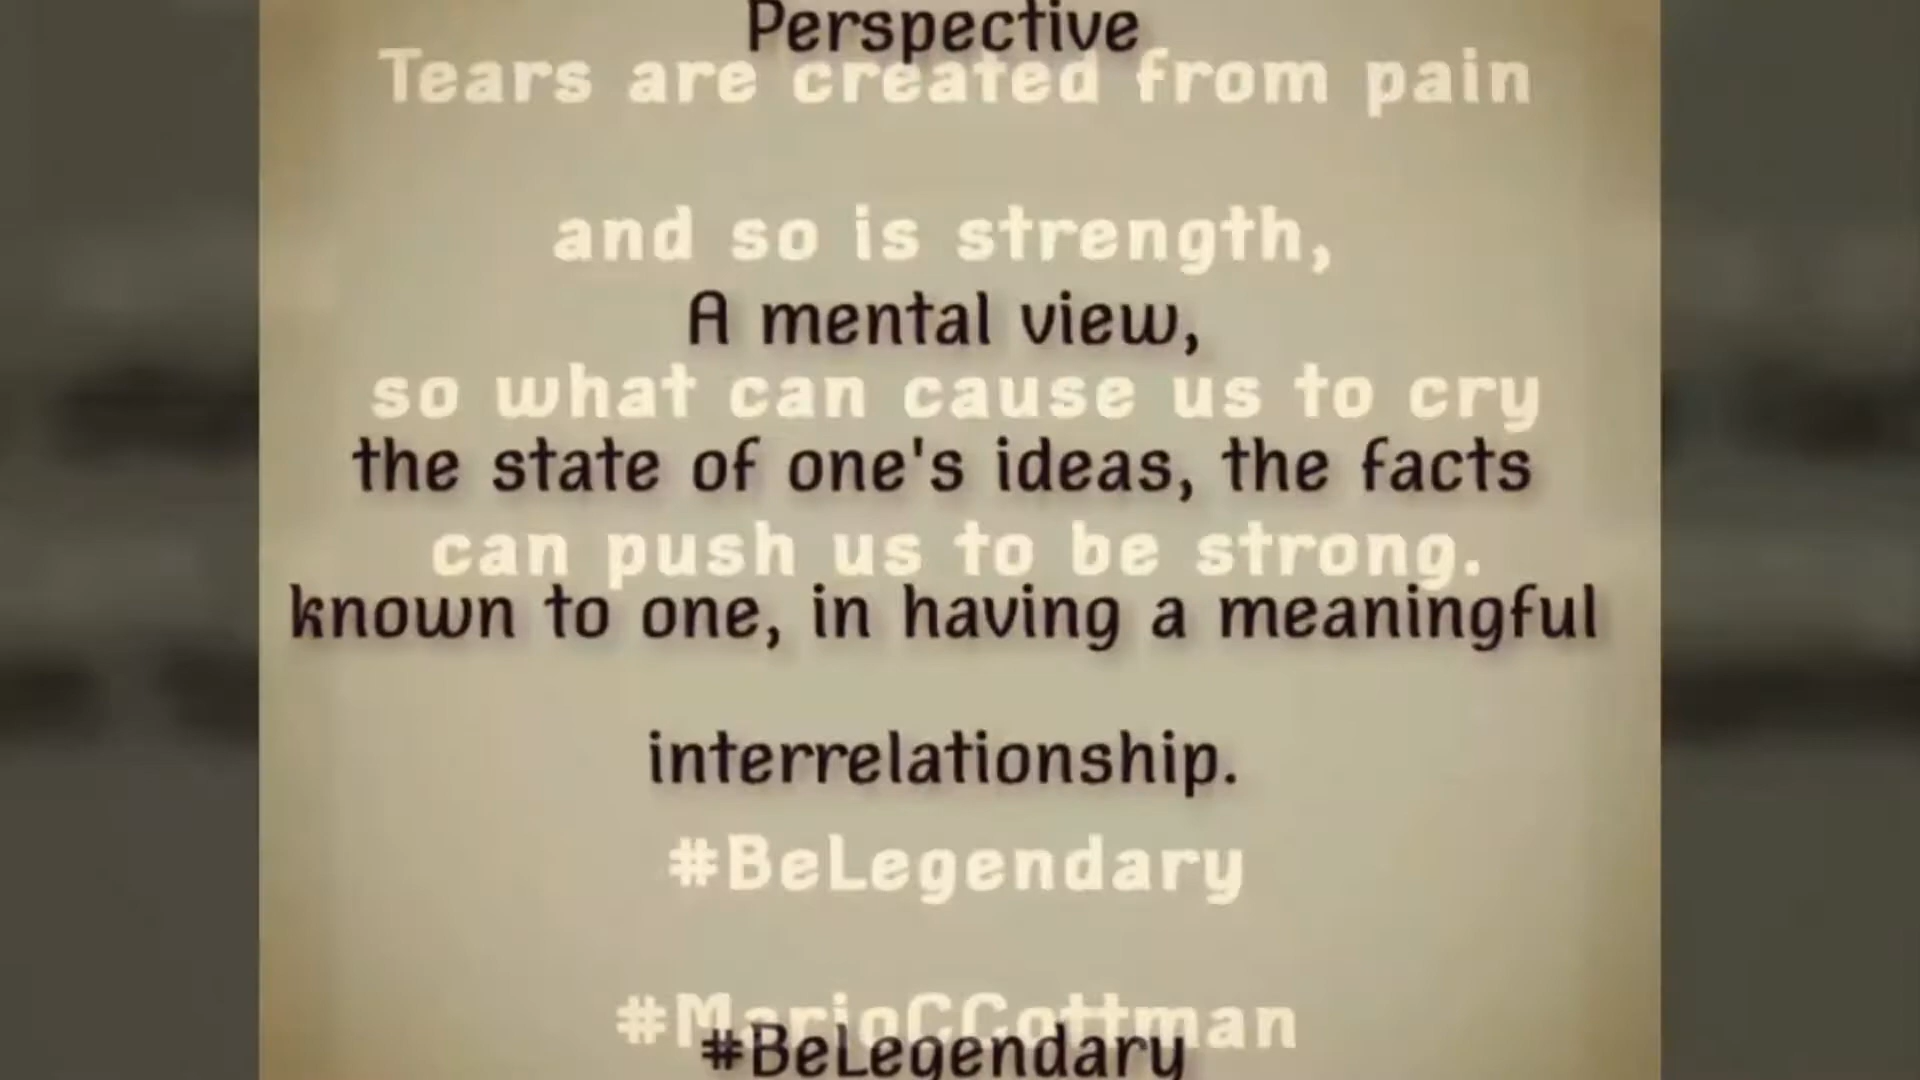 Perspective
Tears are created from pain
and so is strength,
A mental view,
so what can cause us to cry
the state of one's ideas, the facts
can push us to be strong.
known to one, in having a meaningful
interrelationship.
#BeLegendary
#MarioCCottman
#BeLegendary